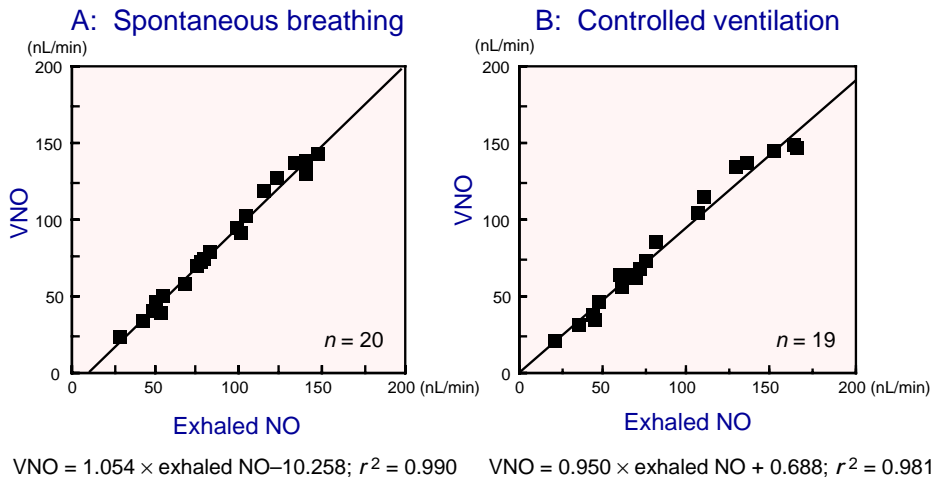 A: Spontaneous breathing
(nL/min)
200
150
100
50
0
VNO
n = 20
0 50 100 150 200 (nL/min)
Exhaled NO
VNO = 1.054 × exhaled NO–10.258; r² = 0.990
B: Controlled ventilation
(nL/min)
200
150
100
50
0
VNO
n = 19
0 50 100 150 200 (nL/min)
Exhaled NO
VNO = 0.950 × exhaled NO + 0.688; r² = 0.981